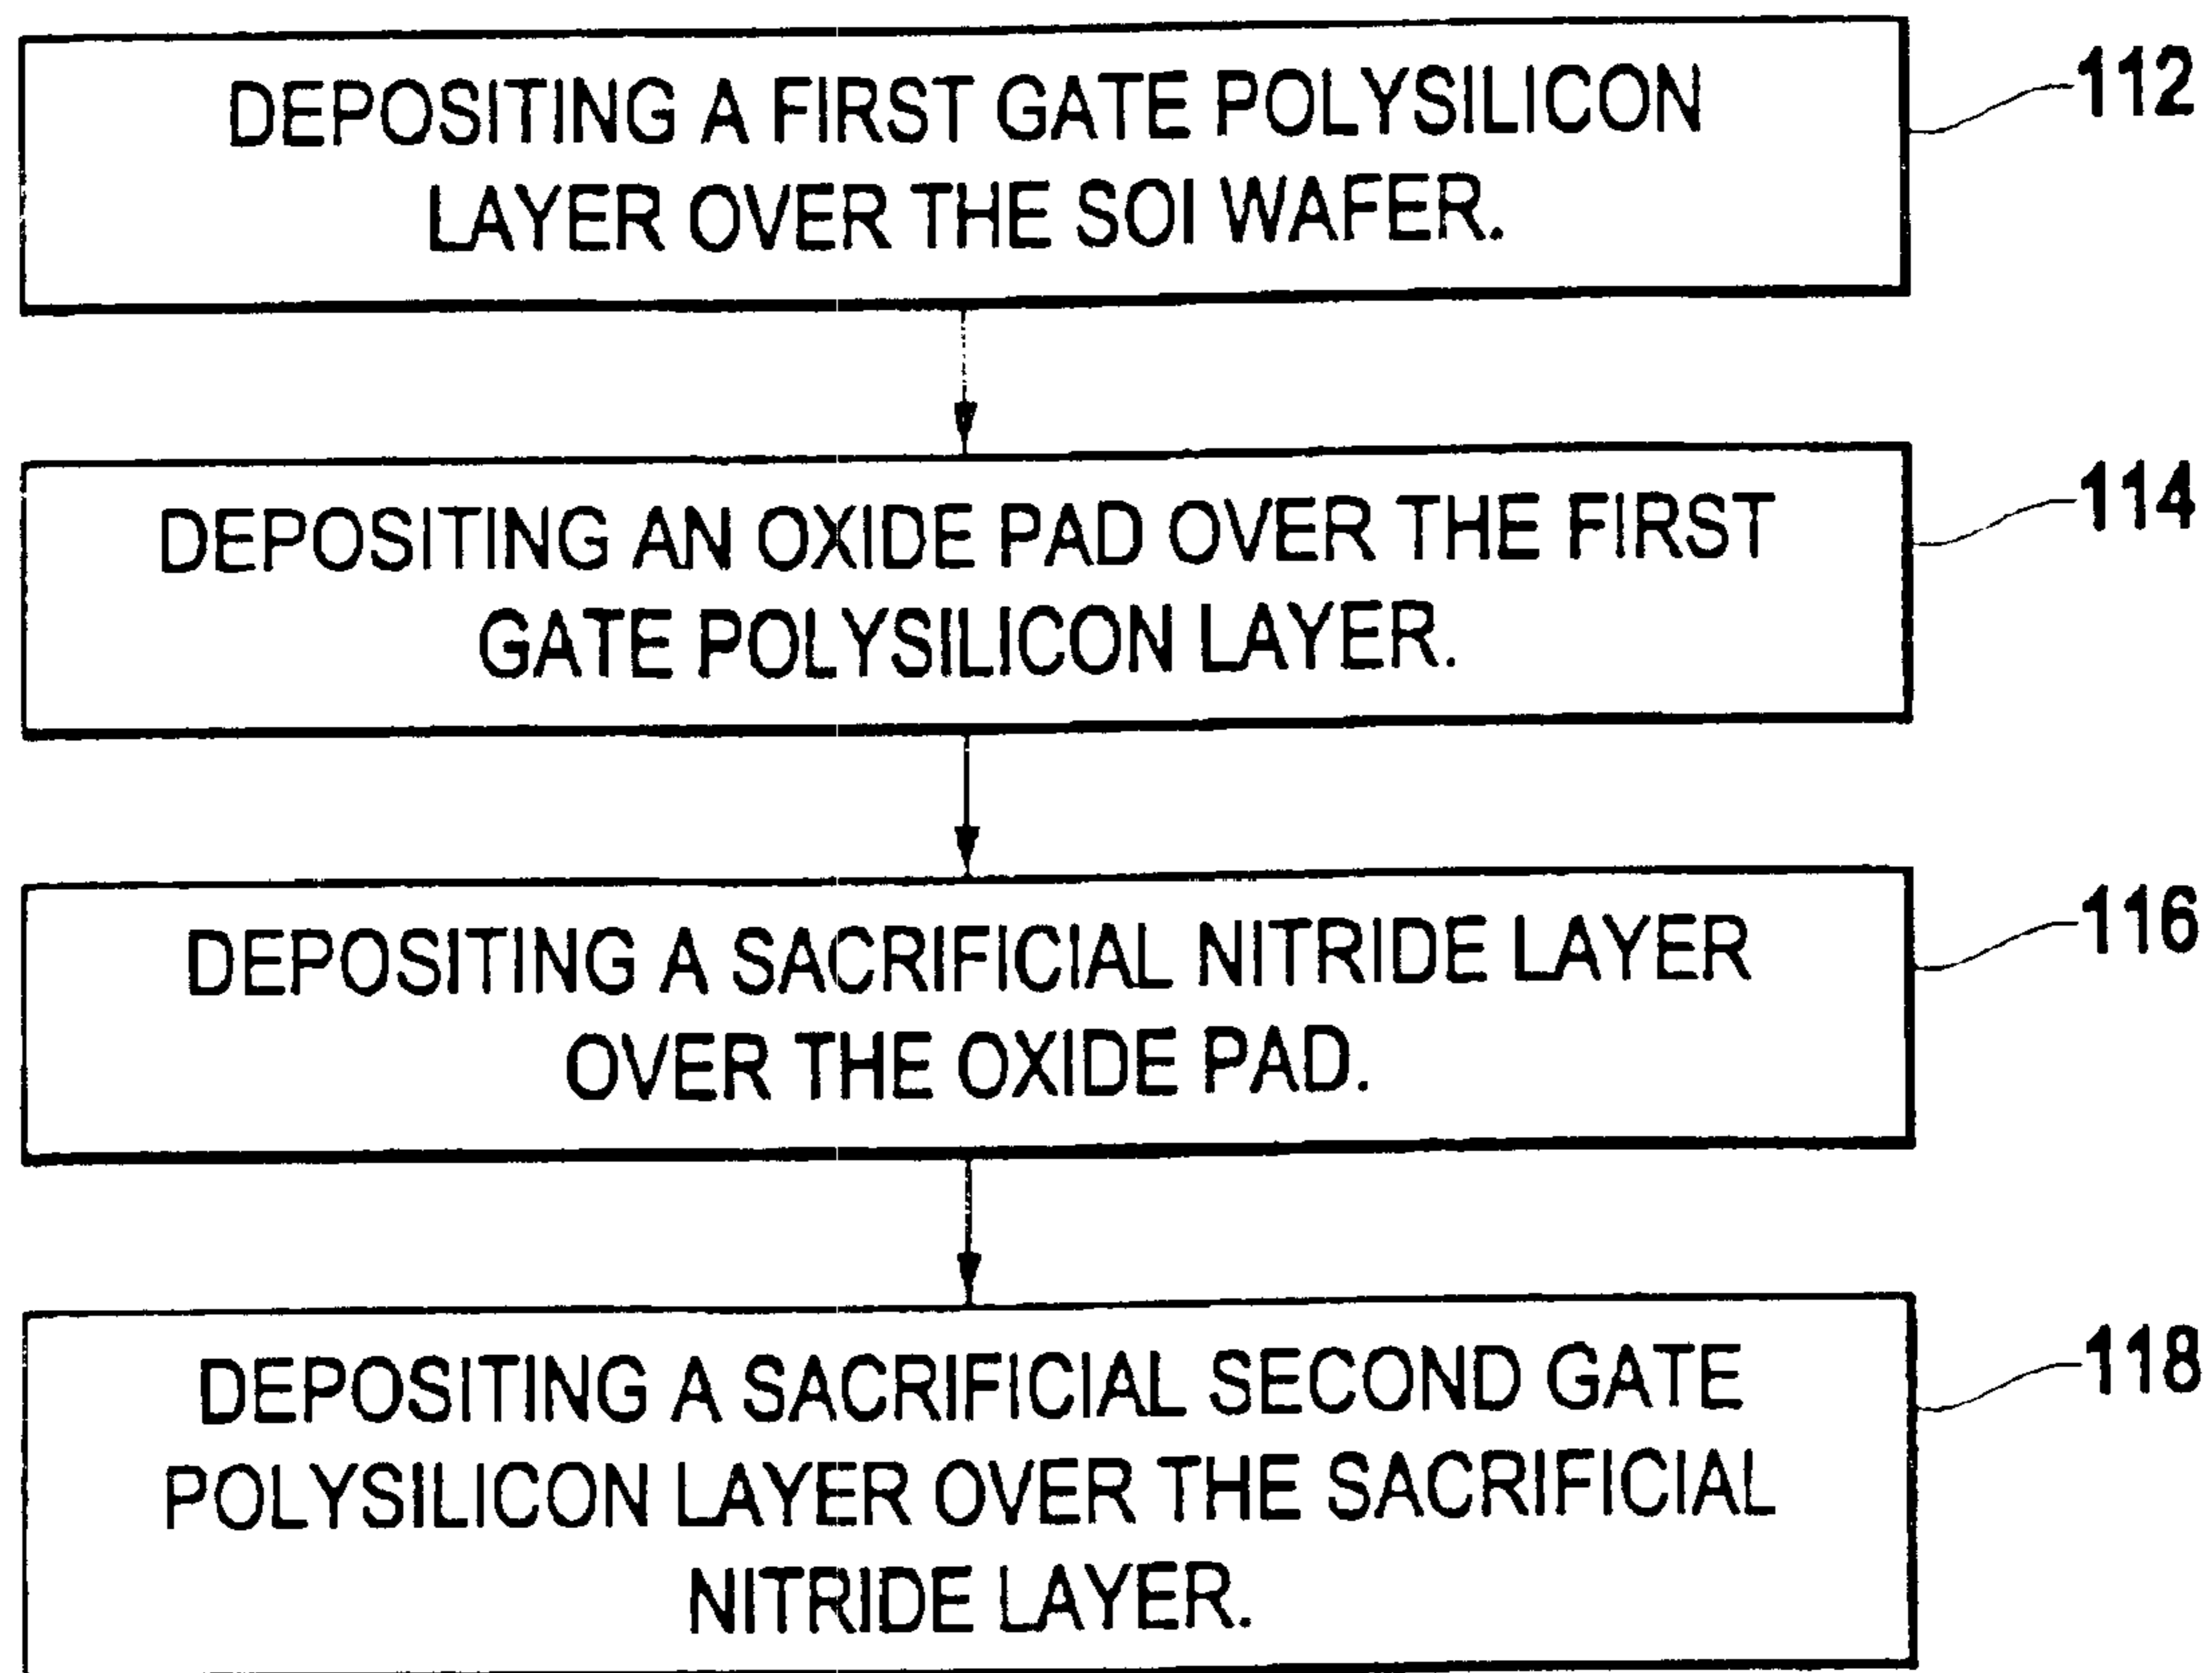 DEPOSITING A FIRST GATE POLYSILICON
LAYER OVER THE SOI WAFER.
112
DEPOSITING AN OXIDE PAD OVER THE FIRST
GATE POLYSILICON LAYER.
114
DEPOSITING A SACRIFICIAL NITRIDE LAYER
OVER THE OXIDE PAD.
116
DEPOSITING A SACRIFICIAL SECOND GATE
POLYSILICON LAYER OVER THE SACRIFICIAL
NITRIDE LAYER.
118